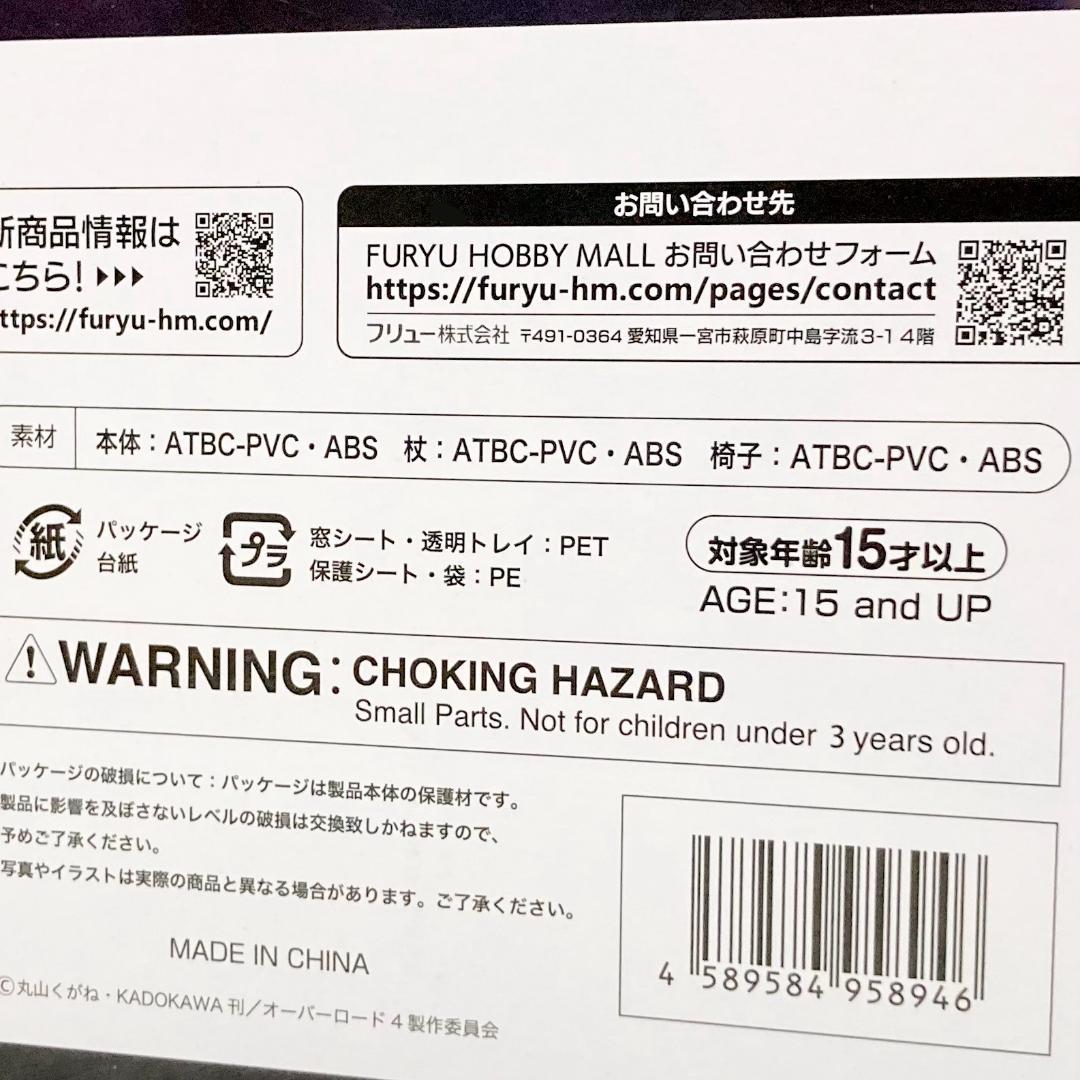 新商品情報は
こちら! ▶▶▶
https://furyu-hm.com/
お問い合わせ先
FURYU HOBBY MALL お問い合わせフォーム
https://furyu-hm.com/pages/contact
フリュー株式会社 〒491-0364 愛知県一宮市萩原町中島字流3-1 4階
素材 本体：ATBC-PVC・ABS 杖：ATBC-PVC・ABS 椅子：ATBC-PVC・ABS
紙 パッケージ
台紙
プラ 窓シート・透明トレイ：PET
保護シート・袋：PE
対象年齢15才以上
AGE:15 and UP
WARNING: CHOKING HAZARD
Small Parts. Not for children under 3 years old.
パッケージの破損について：パッケージは製品本体の保護材です。
製品に影響を及ぼさないレベルの破損は交換致しかねますので、
予めご了承ください。
写真やイラストは実際の商品と異なる場合があります。ご了承ください。
MADE IN CHINA
©丸山くがね・KADOKAWA刊／オーバーロード4製作委員会
4 589584 958946